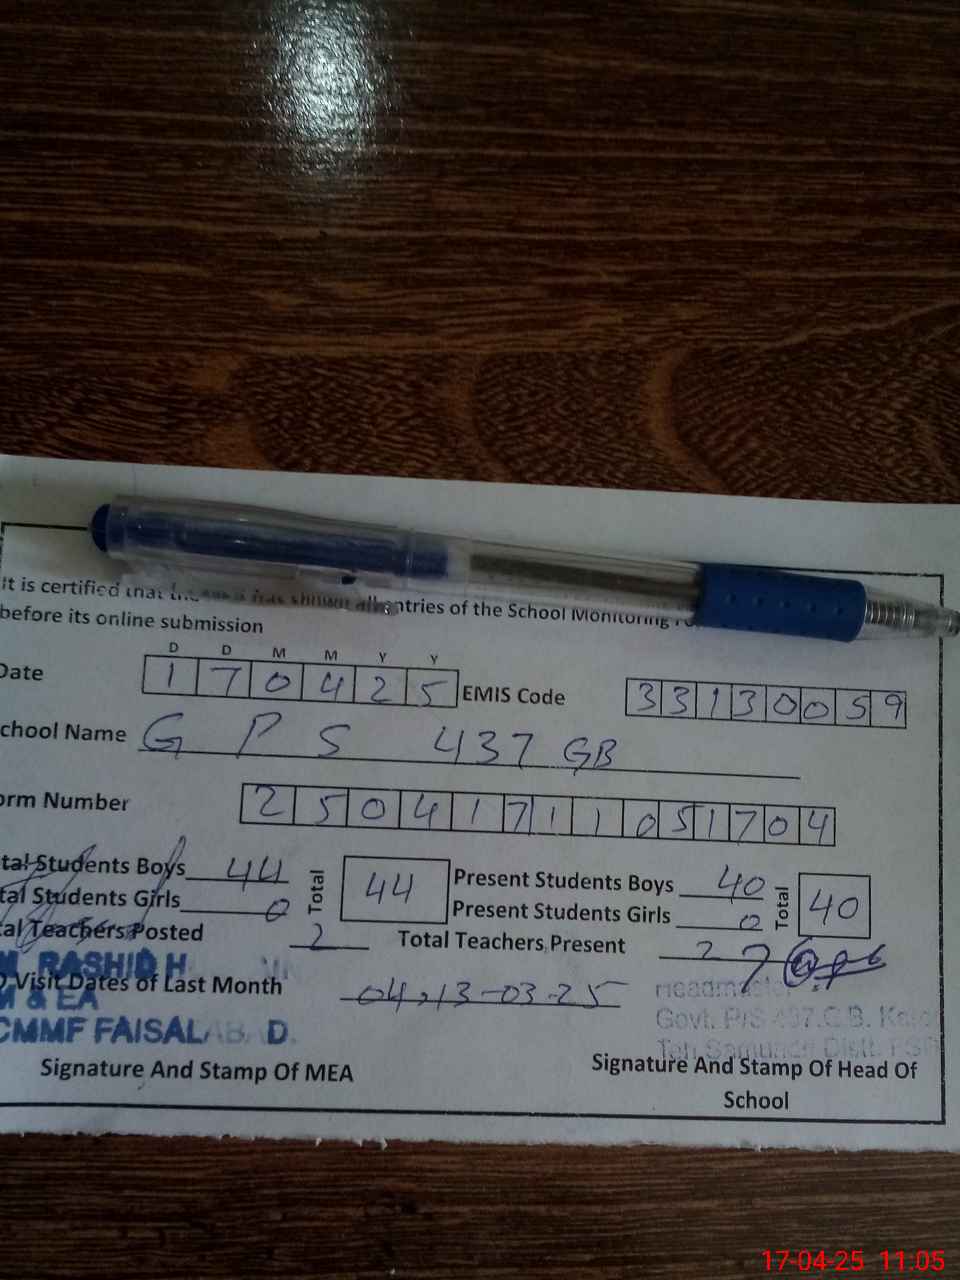 It is certified that entries of the School Monitoring
before its online submission
D D M M Y Y
Date 1 7 0 4 2 5 EMIS Code 3 3 1 3 0 0 5 9
chool Name G P S 437 GB
orm Number 2 5 0 4 1 7 1 1 0 5 1 7 0 4
tal Students Boys 44 Total 44 Present Students Boys 40 Total 40
tal Students Girls 0 Present Students Girls 0
tal Teachers Posted 2 Total Teachers Present 2
M. RASHID H
Visit Dates of Last Month 04, 13-03-25
M & EA
CMMF FAISALABAD.
Headmaster
Govt. P/S 437.G.B.
Signature And Stamp Of MEA
Signature And Stamp Of Head Of
School
17-04-25 11:05